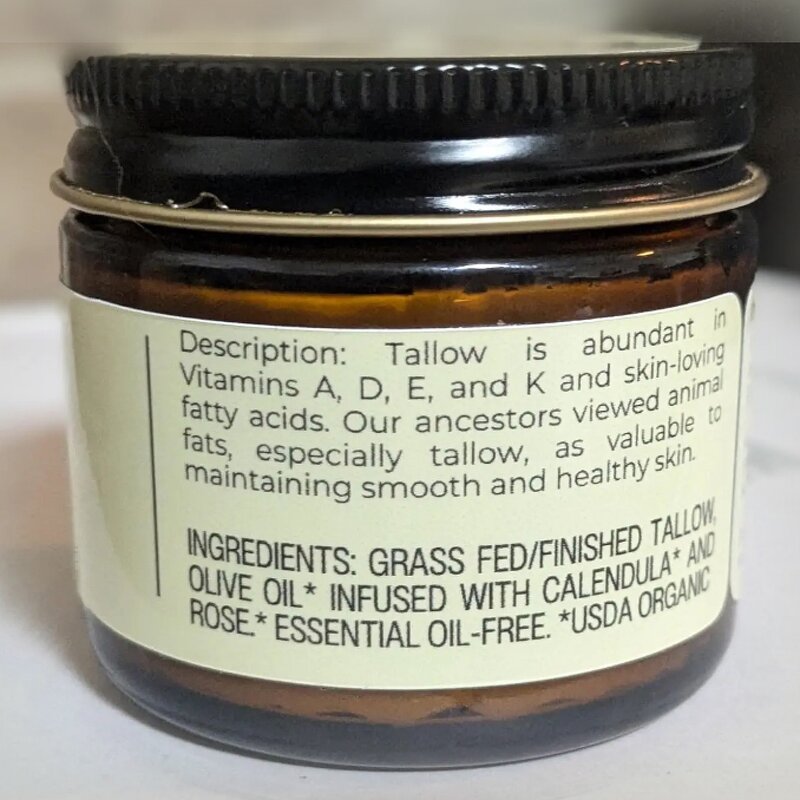 Description: Tallow is abundant in
Vitamins A, D, E, and K and skin-loving
fatty acids. Our ancestors viewed animal
fats, especially tallow, as valuable to
maintaining smooth and healthy skin.
INGREDIENTS: GRASS FED/FINISHED TALLOW,
OLIVE OIL* INFUSED WITH CALENDULA* AND
ROSE.* ESSENTIAL OIL-FREE. *USDA ORGANIC